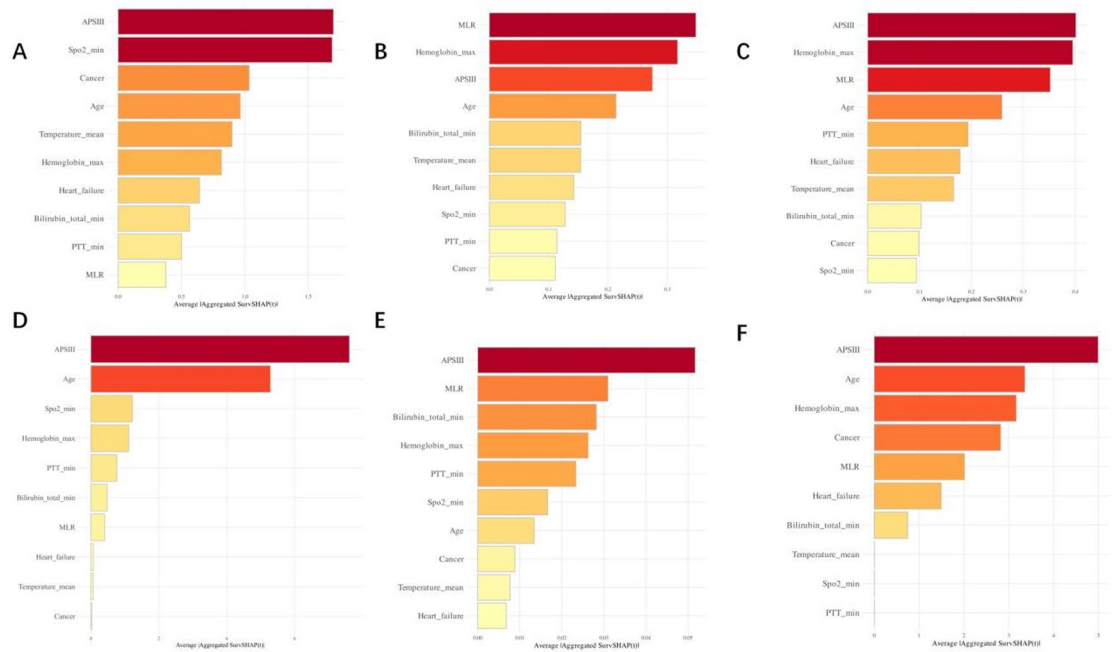 A
APSIII
Spo2_min
Cancer
Age
Temperature_mean
Hemoglobin_max
Heart_failure
Bilirubin_total_min
PTT_min
MLR
0.0 0.5 1.0 1.5
Average |Aggregated SurvSHAP(t)|
B
MLR
Hemoglobin_max
APSIII
Age
Bilirubin_total_min
Temperature_mean
Heart_failure
Spo2_min
PTT_min
Cancer
0.0 0.1 0.2 0.3
Average |Aggregated SurvSHAP(t)|
C
APSIII
Hemoglobin_max
MLR
Age
PTT_min
Heart_failure
Temperature_mean
Bilirubin_total_min
Cancer
Spo2_min
0.0 0.1 0.2 0.3 0.4
Average |Aggregated SurvSHAP(t)|
D
APSIII
Age
Spo2_min
Hemoglobin_max
PTT_min
Bilirubin_total_min
MLR
Heart_failure
Temperature_mean
Cancer
0 2 6
Average |Aggregated SurvSHAP(t)|
E
APSIII
MLR
Bilirubin_total_min
Hemoglobin_max
PTT_min
Spo2_min
Age
Cancer
Temperature_mean
Heart_failure
0.00 0.01 0.02 0.03 0.04 0.05
Average |Aggregated SurvSHAP(t)|
F
APSIII
Age
Hemoglobin_max
Cancer
MLR
Heart_failure
Bilirubin_total_min
Temperature_mean
Spo2_min
PTT_min
0 1 2 3 4 5
Average |Aggregated SurvSHAP(t)|